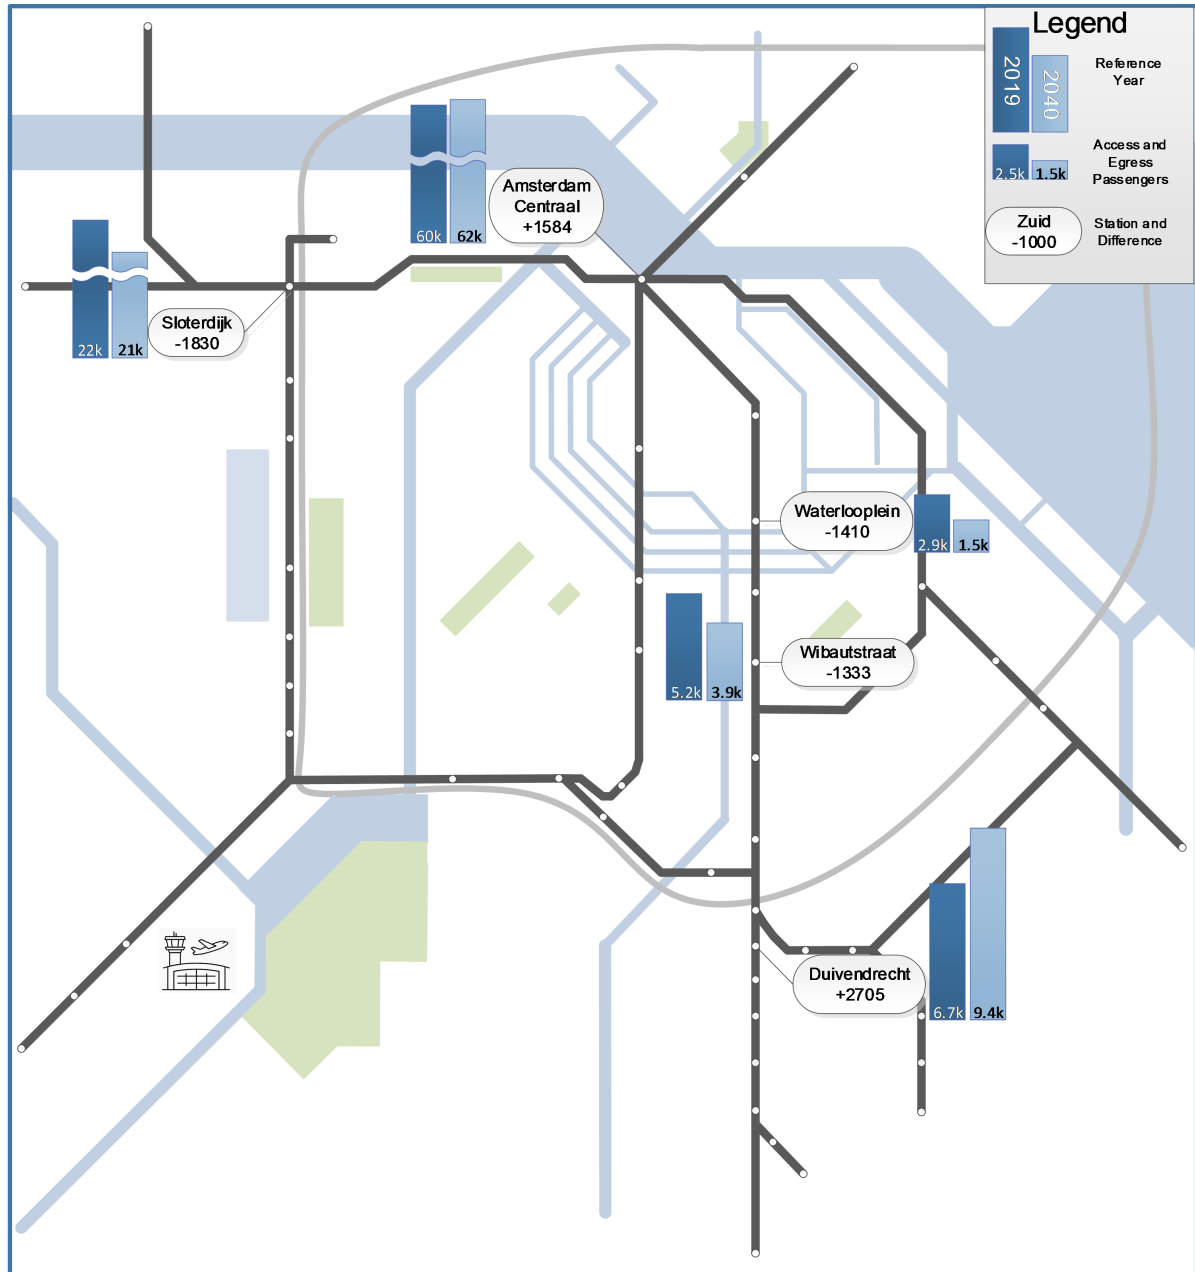 Legend
2019
2040
Reference
Year
2.5k
1.5k
Access and
Egress
Passengers
Zuid
-1000
Station and
Difference
60k
62k
Amsterdam
Centraal
+1584
22k
21k
Sloterdijk
-1830
Waterlooplein
-1410
2.9k
1.5k
5.2k
3.9k
Wibautstraat
-1333
Duivendrecht
+2705
6.7k
9.4k